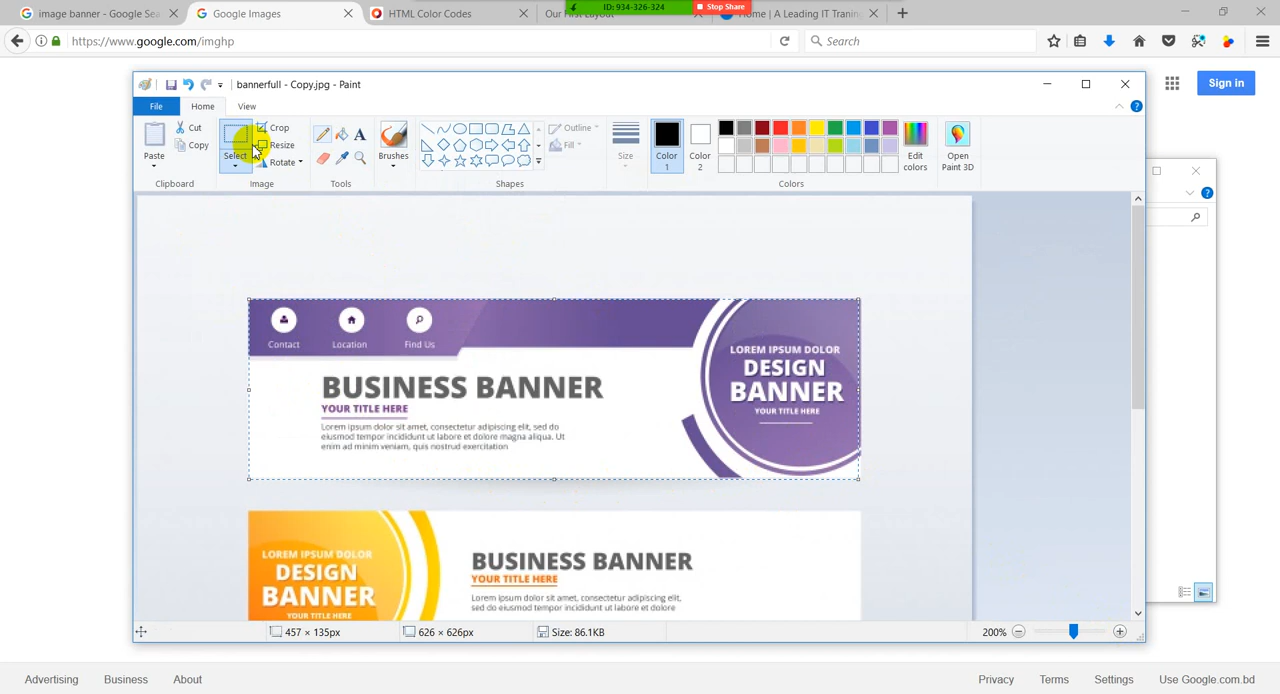 image banner - Google Sea
Google Images
HTML Color Codes
Our First Layout
ID: 934-326-324
Stop Share
Home | A Leading IT Traning
https://www.google.com/imghp
Search
Sign in
bannerfull - Copy.jpg - Paint
File
Home
View
Paste
Cut
Copy
Clipboard
Select
Crop
Resize
Rotate
Image
A
Tools
Brushes
Outline
Fill
Shapes
Size
Color 1
Color 2
Colors
Edit colors
Open Paint 3D
Contact
Location
Find Us
BUSINESS BANNER
YOUR TITLE HERE
Lorem ipsum dolor sit amet, consectetur adipiscing elit, sed do
eiusmod tempor incididunt ut labore et dolore magna aliqua. Ut
enim ad minim veniam, quis nostrud exercitation
LOREM IPSUM DOLOR
DESIGN
BANNER
YOUR TITLE HERE
LOREM IPSUM DOLOR
DESIGN
BANNER
YOUR TITLE HERE
BUSINESS BANNER
YOUR TITLE HERE
Lorem ipsum dolor sit amet, consectetur adipiscing elit,
sed do eiusmod tempor incididunt ut labore et dolore
457 × 135px
626 × 626px
Size: 86.1KB
200%
Advertising
Business
About
Privacy
Terms
Settings
Use Google.com.bd